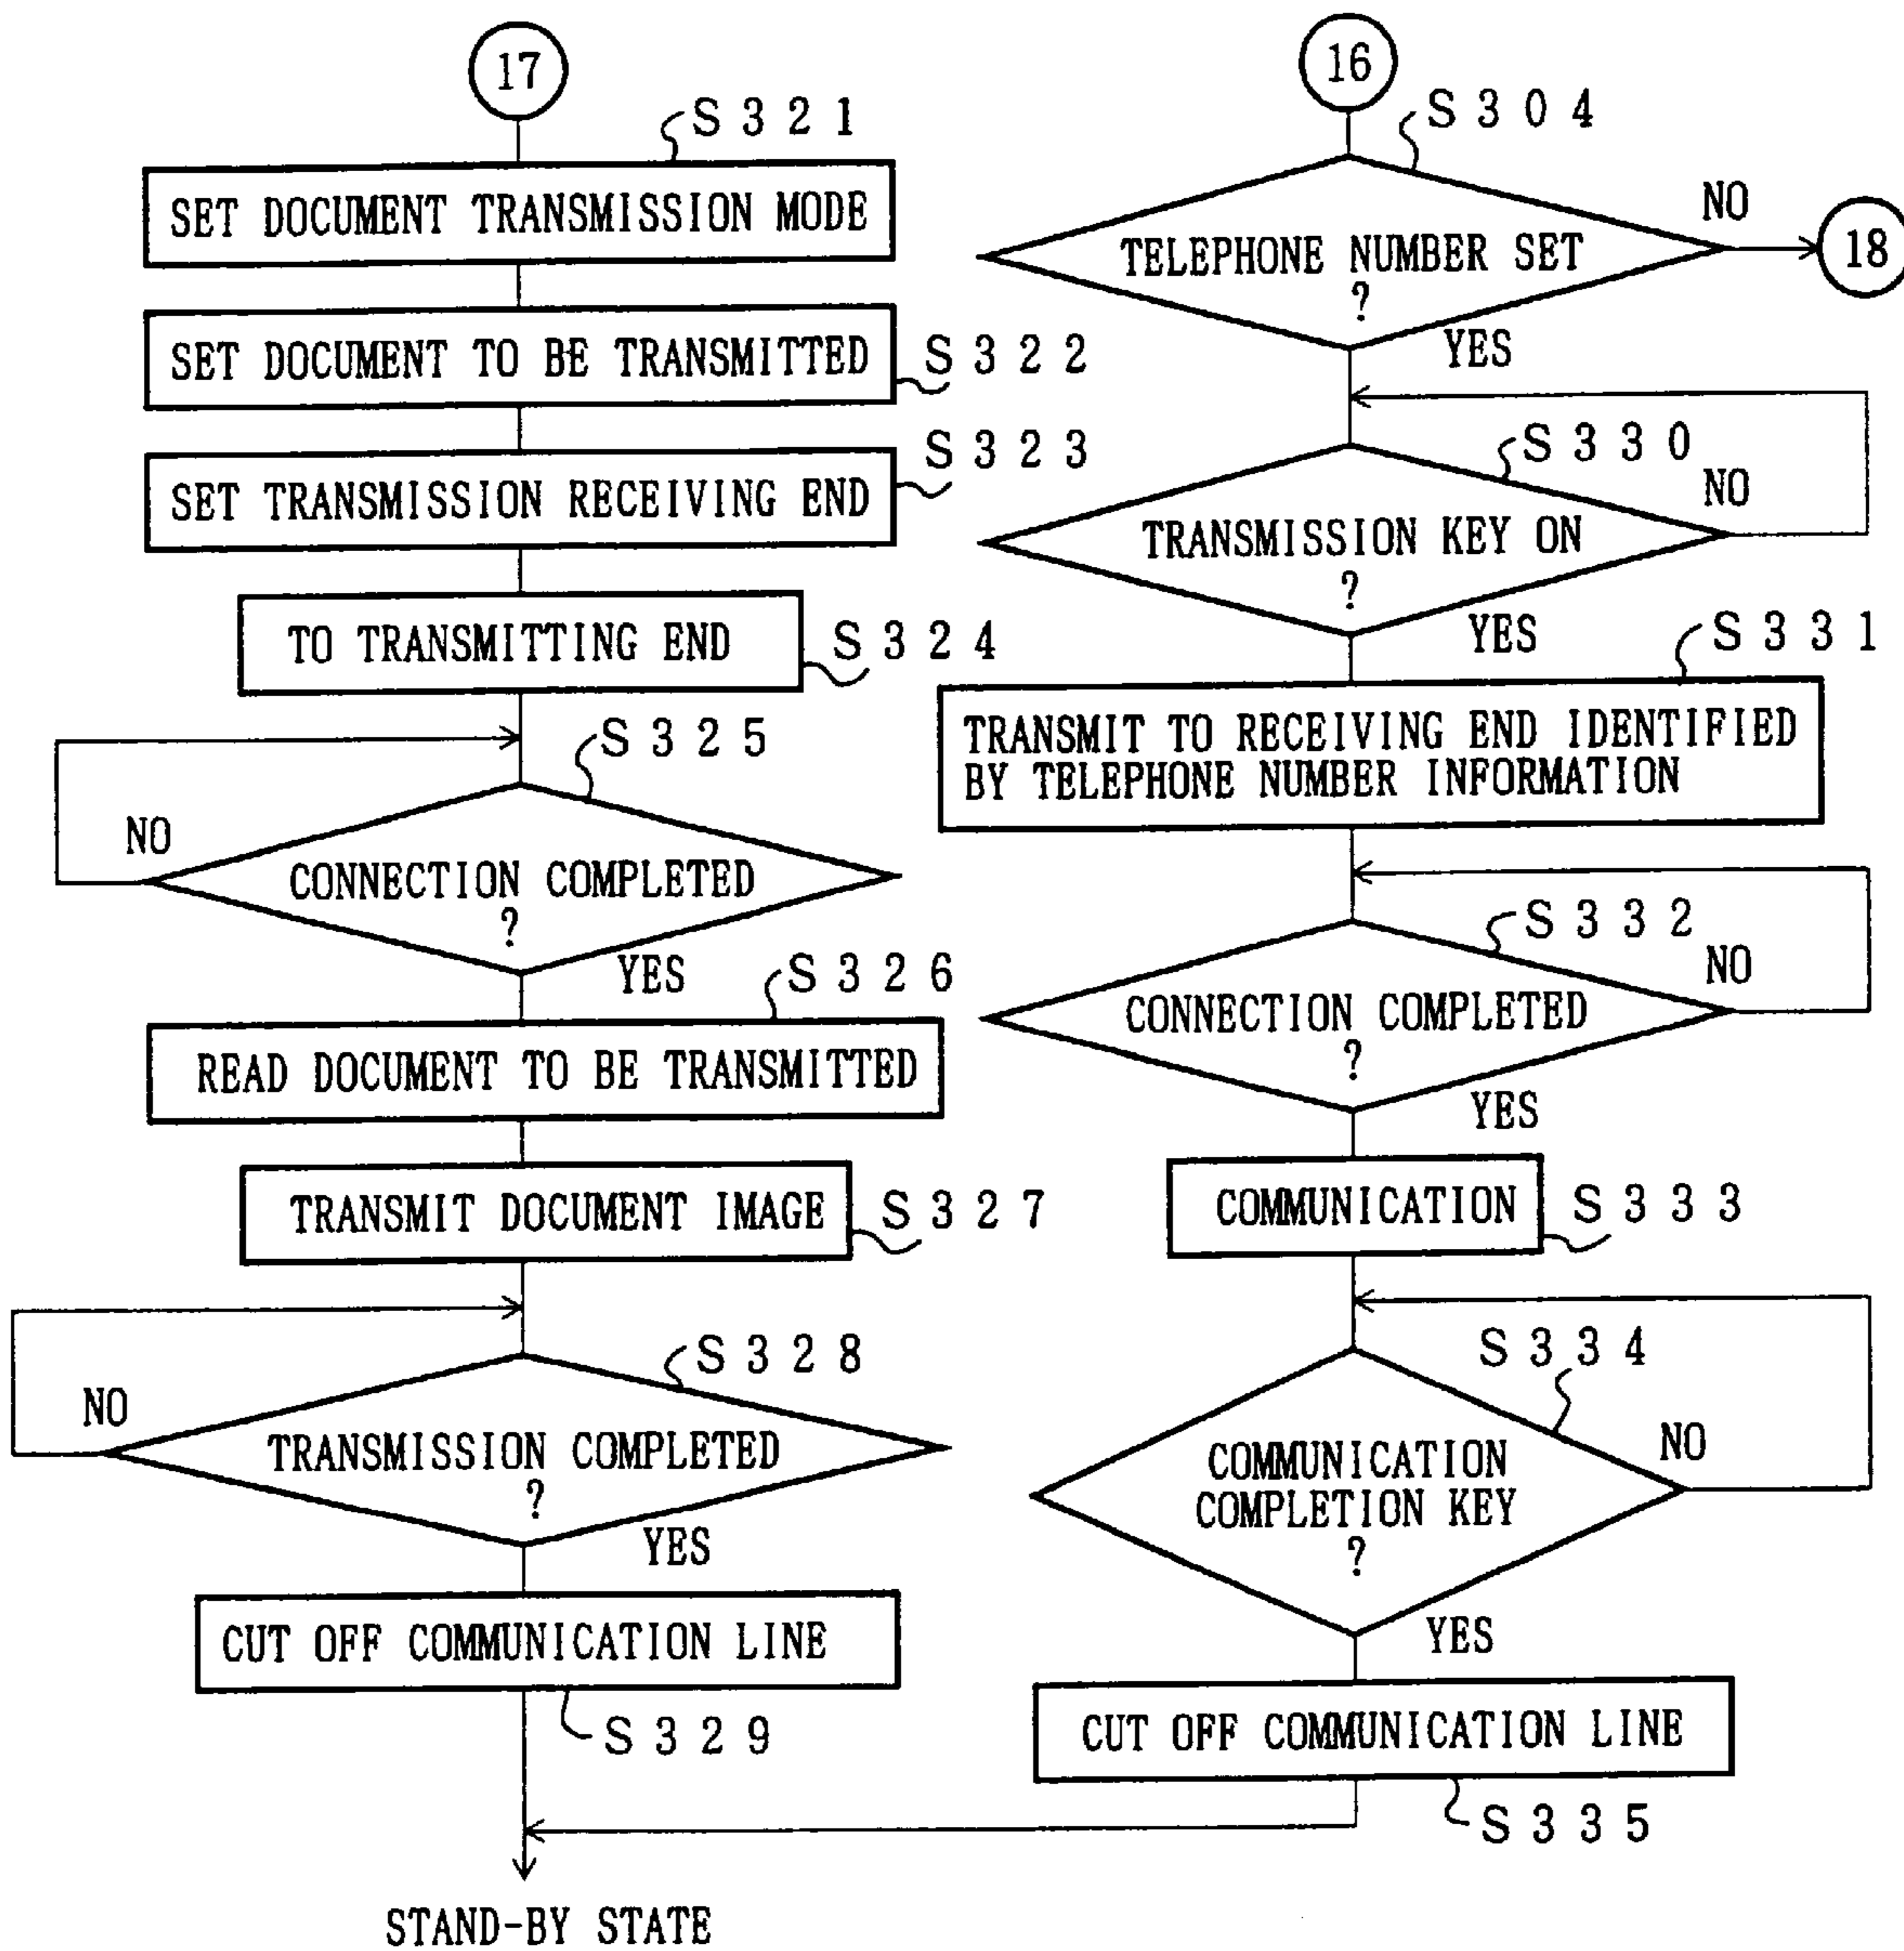 17
S321
SET DOCUMENT TRANSMISSION MODE
SET DOCUMENT TO BE TRANSMITTED
S322
SET TRANSMISSION RECEIVING END
S323
TO TRANSMITTING END
S324
S325
NO
CONNECTION COMPLETED
?
YES
S326
READ DOCUMENT TO BE TRANSMITTED
TRANSMIT DOCUMENT IMAGE
S327
S328
NO
TRANSMISSION COMPLETED
?
YES
CUT OFF COMMUNICATION LINE
S329
STAND-BY STATE
16
S304
NO
TELEPHONE NUMBER SET
?
18
YES
S330
NO
TRANSMISSION KEY ON
?
YES
S331
TRANSMIT TO RECEIVING END IDENTIFIED
BY TELEPHONE NUMBER INFORMATION
S332
NO
CONNECTION COMPLETED
?
YES
COMMUNICATION
S333
S334
NO
COMMUNICATION
COMPLETION KEY
?
YES
CUT OFF COMMUNICATION LINE
S335